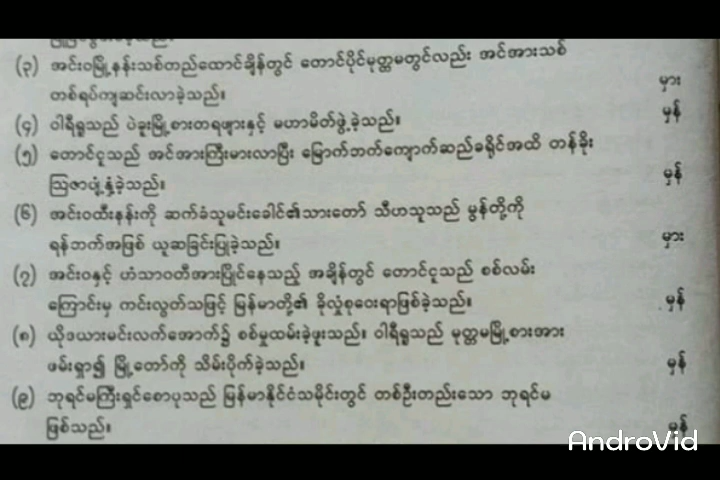 (၃) အင်းဝမြို့နန်းသစ်တည်ထောင်ချိန်တွင် တောင်ပိုင်မုတ္တမတွင်လည်း အင်အားသစ်
တစ်ရပ်ကျဆင်းလာခဲ့သည်။ မှား
(၄) ဝါရီရူသည် ပဲခူးမြို့စားတရဖျားနှင့် မဟာမိတ်ဖွဲ့ခဲ့သည်။ မှန်
(၅) တောင်ငူသည် အင်အားကြီးမားလာပြီး မြောက်ဘက်ကျောက်ဆည်ခရိုင်အထိ တန်ခိုး
ဩဇာပျံ့နှံ့ခဲ့သည်။ မှန်
(၆) အင်းဝထီးနန်းကို ဆက်ခံသူမင်းခေါင်၏သားတော် သီဟသူသည် မွန်တို့ကို
ရန်ဘက်အဖြစ် ယူဆခြင်းပြုခဲ့သည်။ မှား
(၇) အင်းဝနှင့် ဟံသာဝတီအားပြိုင်နေသည့် အချိန်တွင် တောင်ငူသည် စစ်လမ်း
ကြောင်းမှ ကင်းလွတ်သဖြင့် မြန်မာတို့၏ ခိုလှုံစုဝေးရာဖြစ်ခဲ့သည်။ မှန်
(၈) ယိုဒယားမင်းလက်အောက်၌ စစ်မှုထမ်းခဲ့ဖူးသည်။ ဝါရီရူသည် မုတ္တမမြို့စားအား
ဖမ်းရှာ၍ မြို့တော်ကို သိမ်းပိုက်ခဲ့သည်။ မှန်
(၉) ဘုရင်မကြီးရှင်စောပုသည် မြန်မာနိုင်ငံသမိုင်းတွင် တစ်ဦးတည်းသော ဘုရင်မ
ဖြစ်သည်။ မှန်
AndroVid